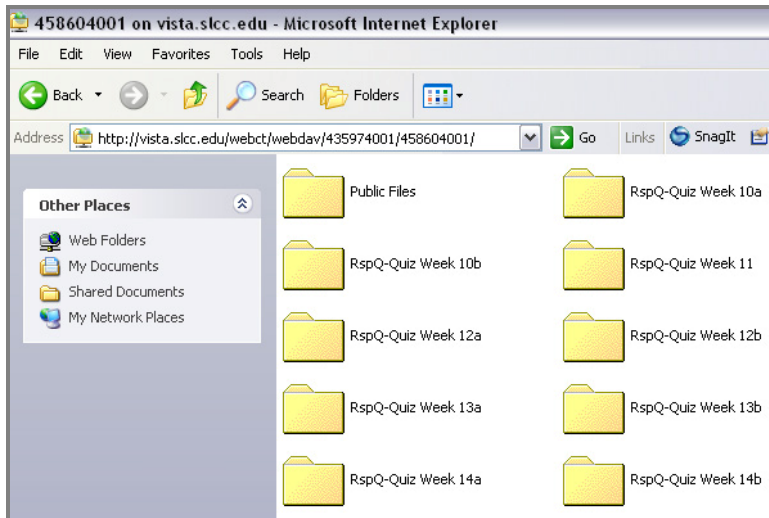 458604001 on vista.slcc.edu - Microsoft Internet Explorer
File Edit View Favorites Tools Help
Back Search Folders
Address http://vista.slcc.edu/webct/webdav/435974001/458604001/ Go Links SnagIt
Other Places
Web Folders
My Documents
Shared Documents
My Network Places
Public Files RspQ-Quiz Week 10a
RspQ-Quiz Week 10b RspQ-Quiz Week 11
RspQ-Quiz Week 12a RspQ-Quiz Week 12b
RspQ-Quiz Week 13a RspQ-Quiz Week 13b
RspQ-Quiz Week 14a RspQ-Quiz Week 14b